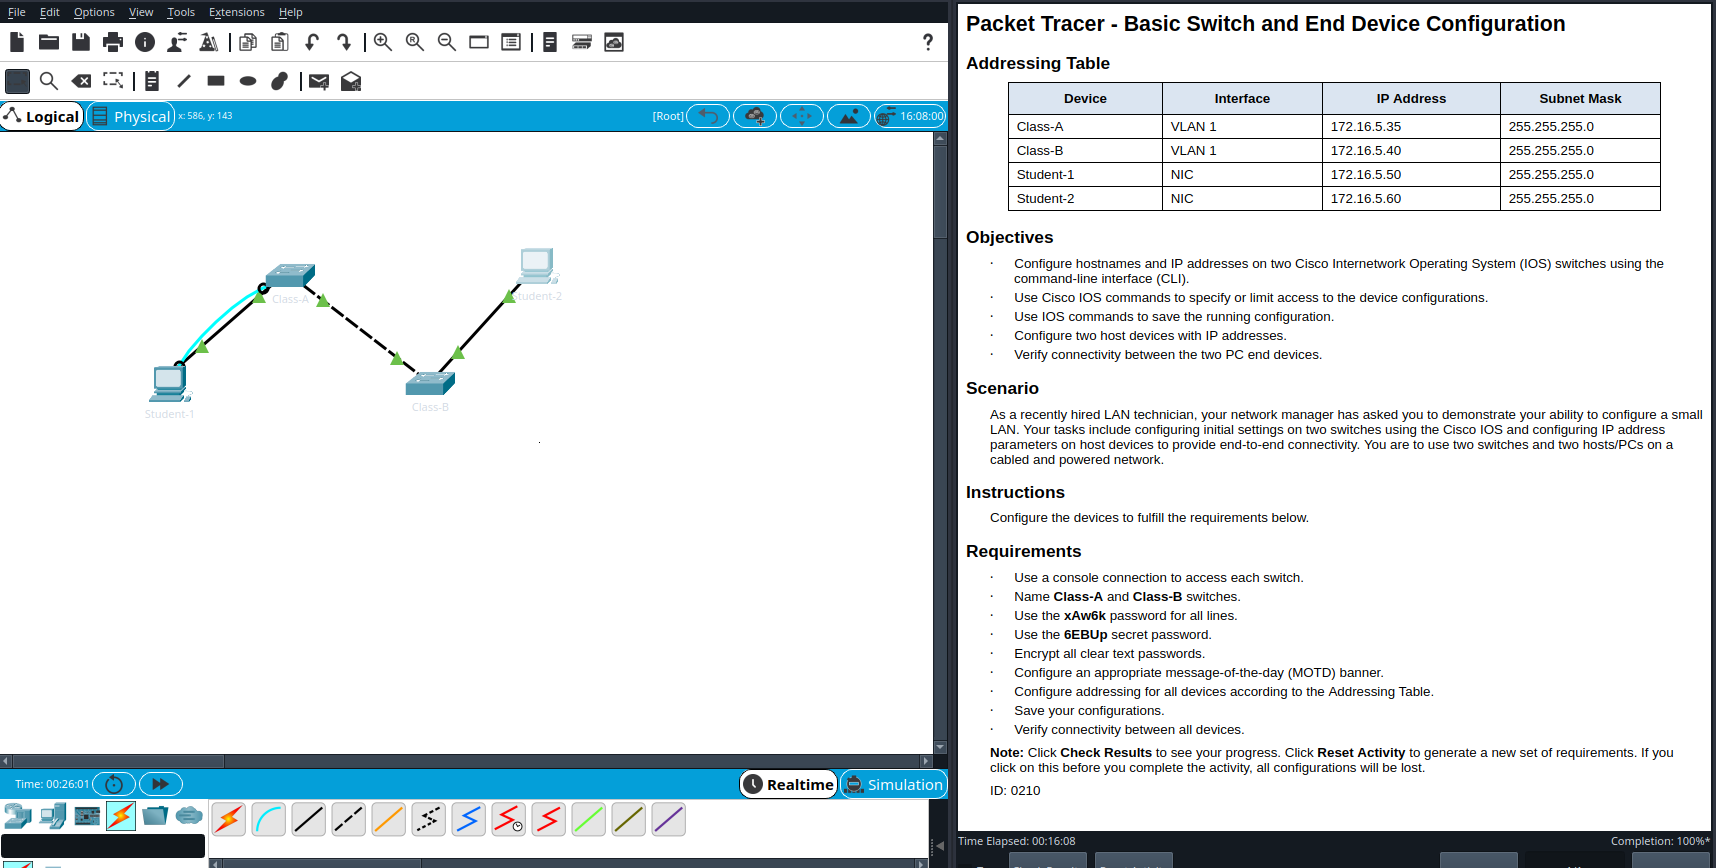 File Edit Options View Tools Extensions Help
Logical Physical x: 586, y: 143 [Root] 16:08:00
Class-A
Student-2
Class-B
Student-1
Time: 00:26:01 Realtime Simulation
Packet Tracer - Basic Switch and End Device Configuration
Addressing Table
Device Interface IP Address Subnet Mask
Class-A VLAN 1 172.16.5.35 255.255.255.0
Class-B VLAN 1 172.16.5.40 255.255.255.0
Student-1 NIC 172.16.5.50 255.255.255.0
Student-2 NIC 172.16.5.60 255.255.255.0
Objectives
· Configure hostnames and IP addresses on two Cisco Internetwork Operating System (IOS) switches using the
command-line interface (CLI).
· Use Cisco IOS commands to specify or limit access to the device configurations.
· Use IOS commands to save the running configuration.
· Configure two host devices with IP addresses.
· Verify connectivity between the two PC end devices.
Scenario
As a recently hired LAN technician, your network manager has asked you to demonstrate your ability to configure a small
LAN. Your tasks include configuring initial settings on two switches using the Cisco IOS and configuring IP address
parameters on host devices to provide end-to-end connectivity. You are to use two switches and two hosts/PCs on a
cabled and powered network.
Instructions
Configure the devices to fulfill the requirements below.
Requirements
· Use a console connection to access each switch.
· Name Class-A and Class-B switches.
· Use the xAw6k password for all lines.
· Use the 6EBUp secret password.
· Encrypt all clear text passwords.
· Configure an appropriate message-of-the-day (MOTD) banner.
· Configure addressing for all devices according to the Addressing Table.
· Save your configurations.
· Verify connectivity between all devices.
Note: Click Check Results to see your progress. Click Reset Activity to generate a new set of requirements. If you
click on this before you complete the activity, all configurations will be lost.
ID: 0210
Time Elapsed: 00:16:08 Completion: 100%*